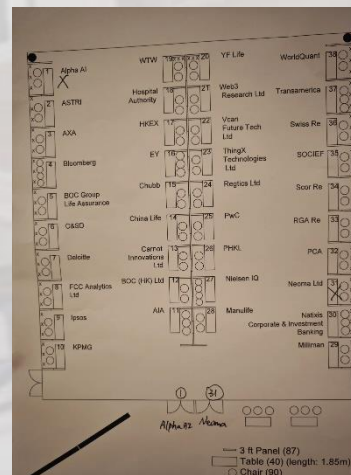 1 Alpha AI
X
2 ASTRI
3 AXA
4 Bloomberg
5 BOC Group
Life Assurance
6 C&SD
7 Deloitte
8 FCC Analytics
Ltd
9 Ipsos
10 KPMG
WTW 19
Hospital 18
Authority
HKEX 17
EY 16
Chubb 15
China Life 14
Carrot 13
Innovations
Ltd
BOC (HK) Ltd 12
AIA 11
20 YF Life
21 Web3
Research Ltd
22 Vcan
Future Tech
Ltd
23 ThingX
Technologies
Ltd
24 Regtics Ltd
25 PwC
26 PHKL
27 Nielsen IQ
28 Manulife
WorldQuant 38
Transamerica 37
Swiss Re 36
SOCIEF 35
Scor Re 34
RGA Re 33
PCA 32
Neoma Ltd 31
X
Natixis 30
Corporate & Investment
Banking
Milliman 29
1 31
Neoma
3 ft Panel (87)
Table (40) (length: 1.85m)
Chair (90)